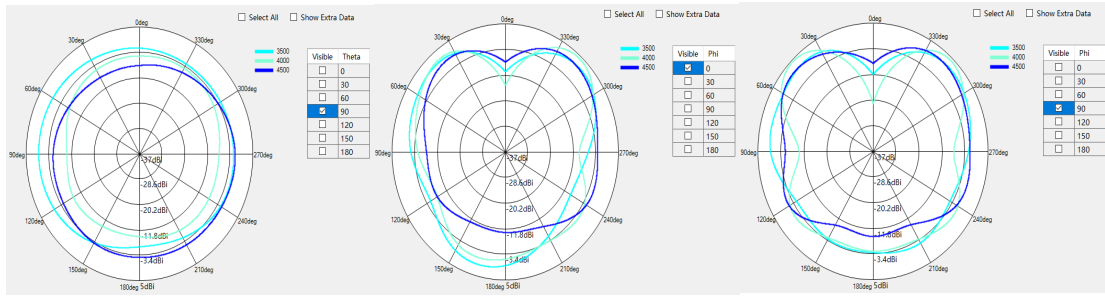 Select All Show Extra Data
0deg
30deg 330deg
3500
4000
4500
60deg 300deg
Visible Theta
0
30
60
90
120
150
180
90deg 270deg
-37dBi
-28.6dBi
-20.2dBi
-11.8dBi
-3.4dBi
120deg 240deg
150deg 210deg
180deg 5dBi
Select All Show Extra Data
0deg
30deg 330deg
3500
4000
4500
60deg 300deg
Visible Phi
0
30
60
90
120
150
180
90deg 270deg
-37dBi
-28.6dBi
-20.2dBi
-11.8dBi
-3.4dBi
120deg 240deg
150deg 210deg
180deg 5dBi
Select All Show Extra Data
0deg
30deg 330deg
3500
4000
4500
60deg 300deg
Visible Phi
0
30
60
90
120
150
180
90deg 270deg
-37dBi
-28.6dBi
-20.2dBi
-11.8dBi
-3.4dBi
120deg 240deg
150deg 210deg
180deg 5dBi